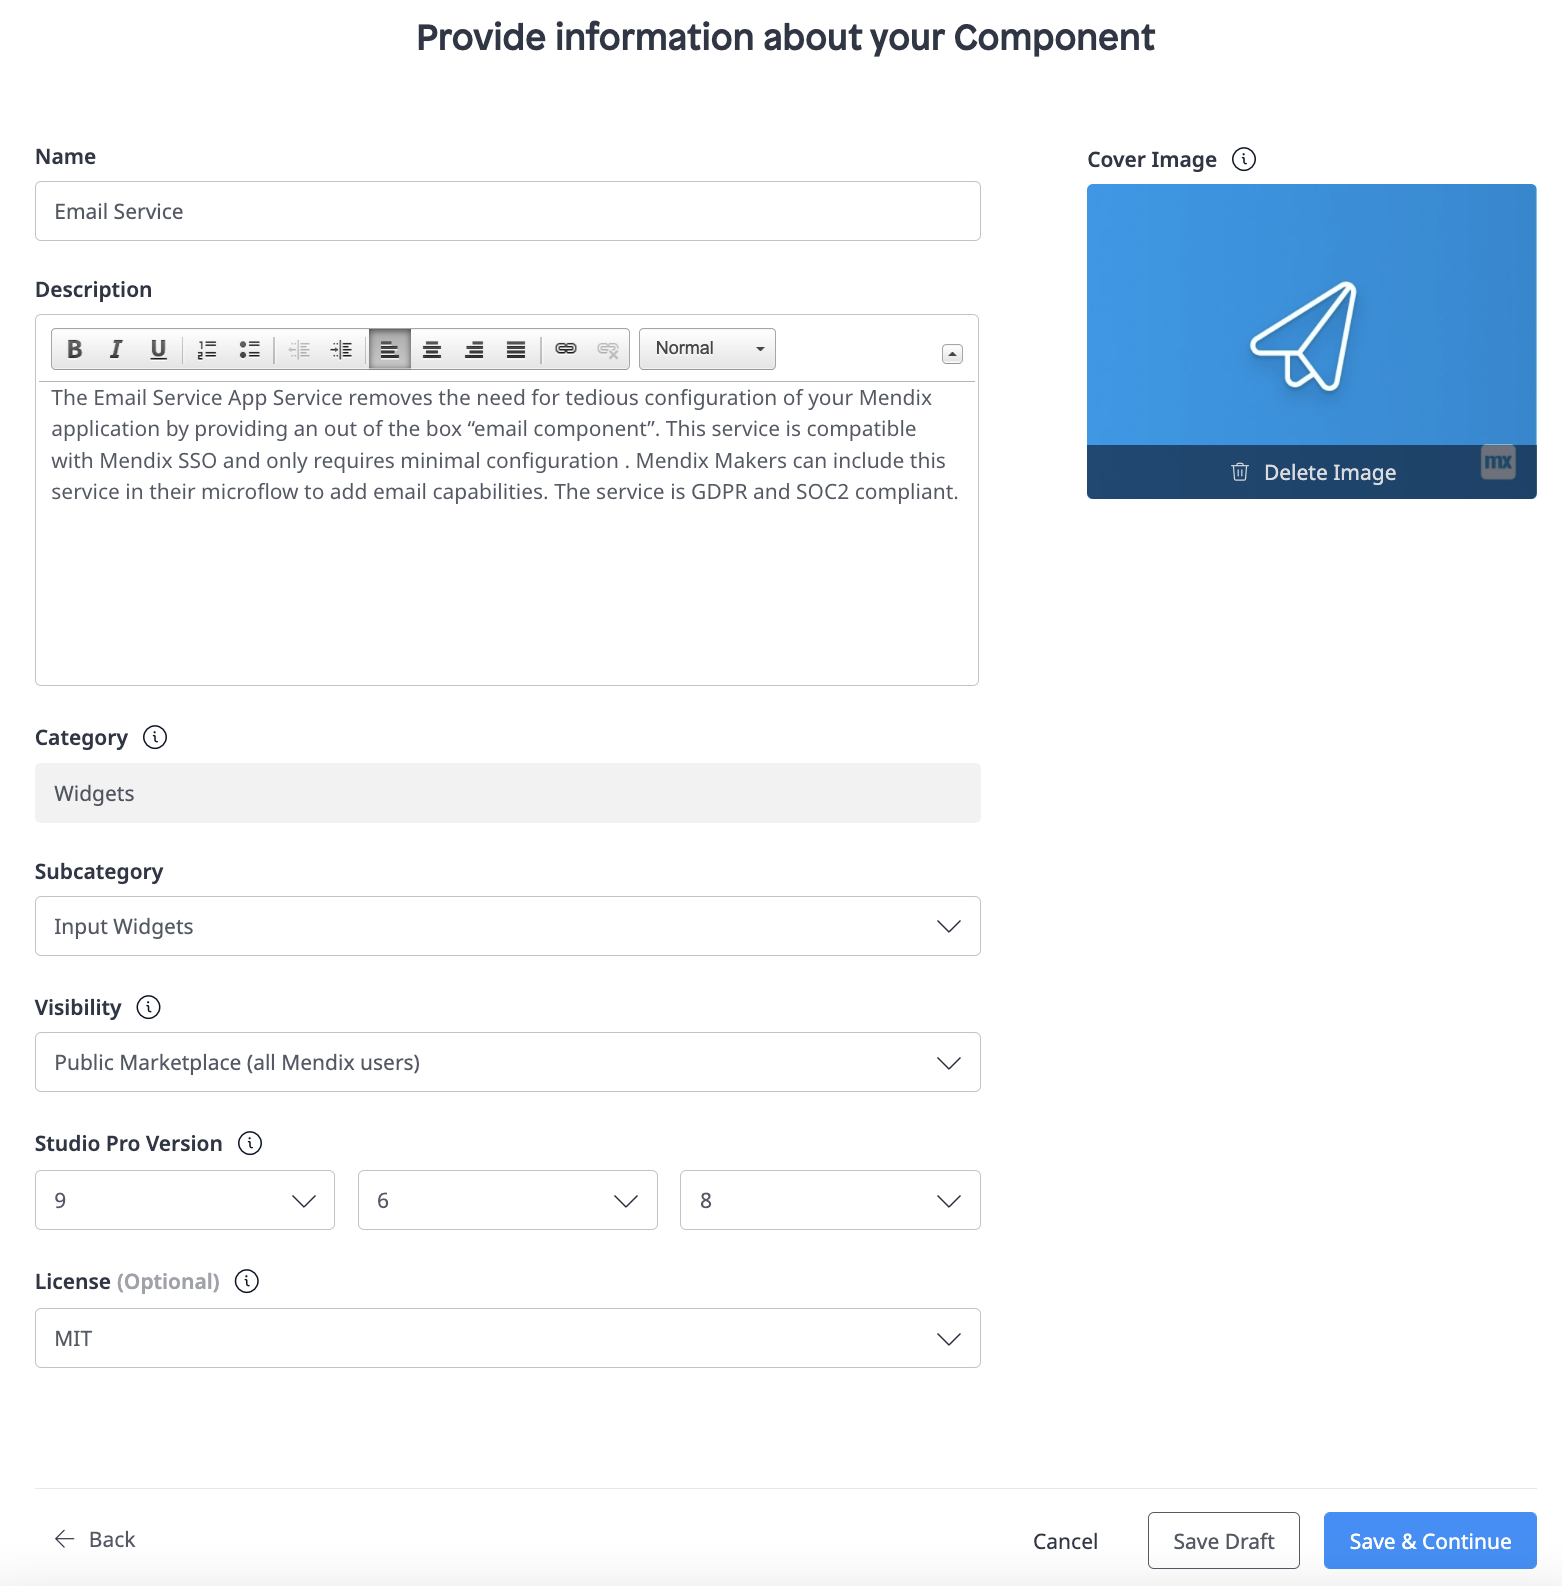 Provide information about your Component
Name
Email Service
Description
B I U
Normal
The Email Service App Service removes the need for tedious configuration of your Mendix
application by providing an out of the box “email component”. This service is compatible
with Mendix SSO and only requires minimal configuration . Mendix Makers can include this
service in their microflow to add email capabilities. The service is GDPR and SOC2 compliant.
Category
Widgets
Subcategory
Input Widgets
Visibility
Public Marketplace (all Mendix users)
Studio Pro Version
9 6 8
License (Optional)
MIT
Cover Image
Delete Image
mx
Back
Cancel
Save Draft
Save & Continue